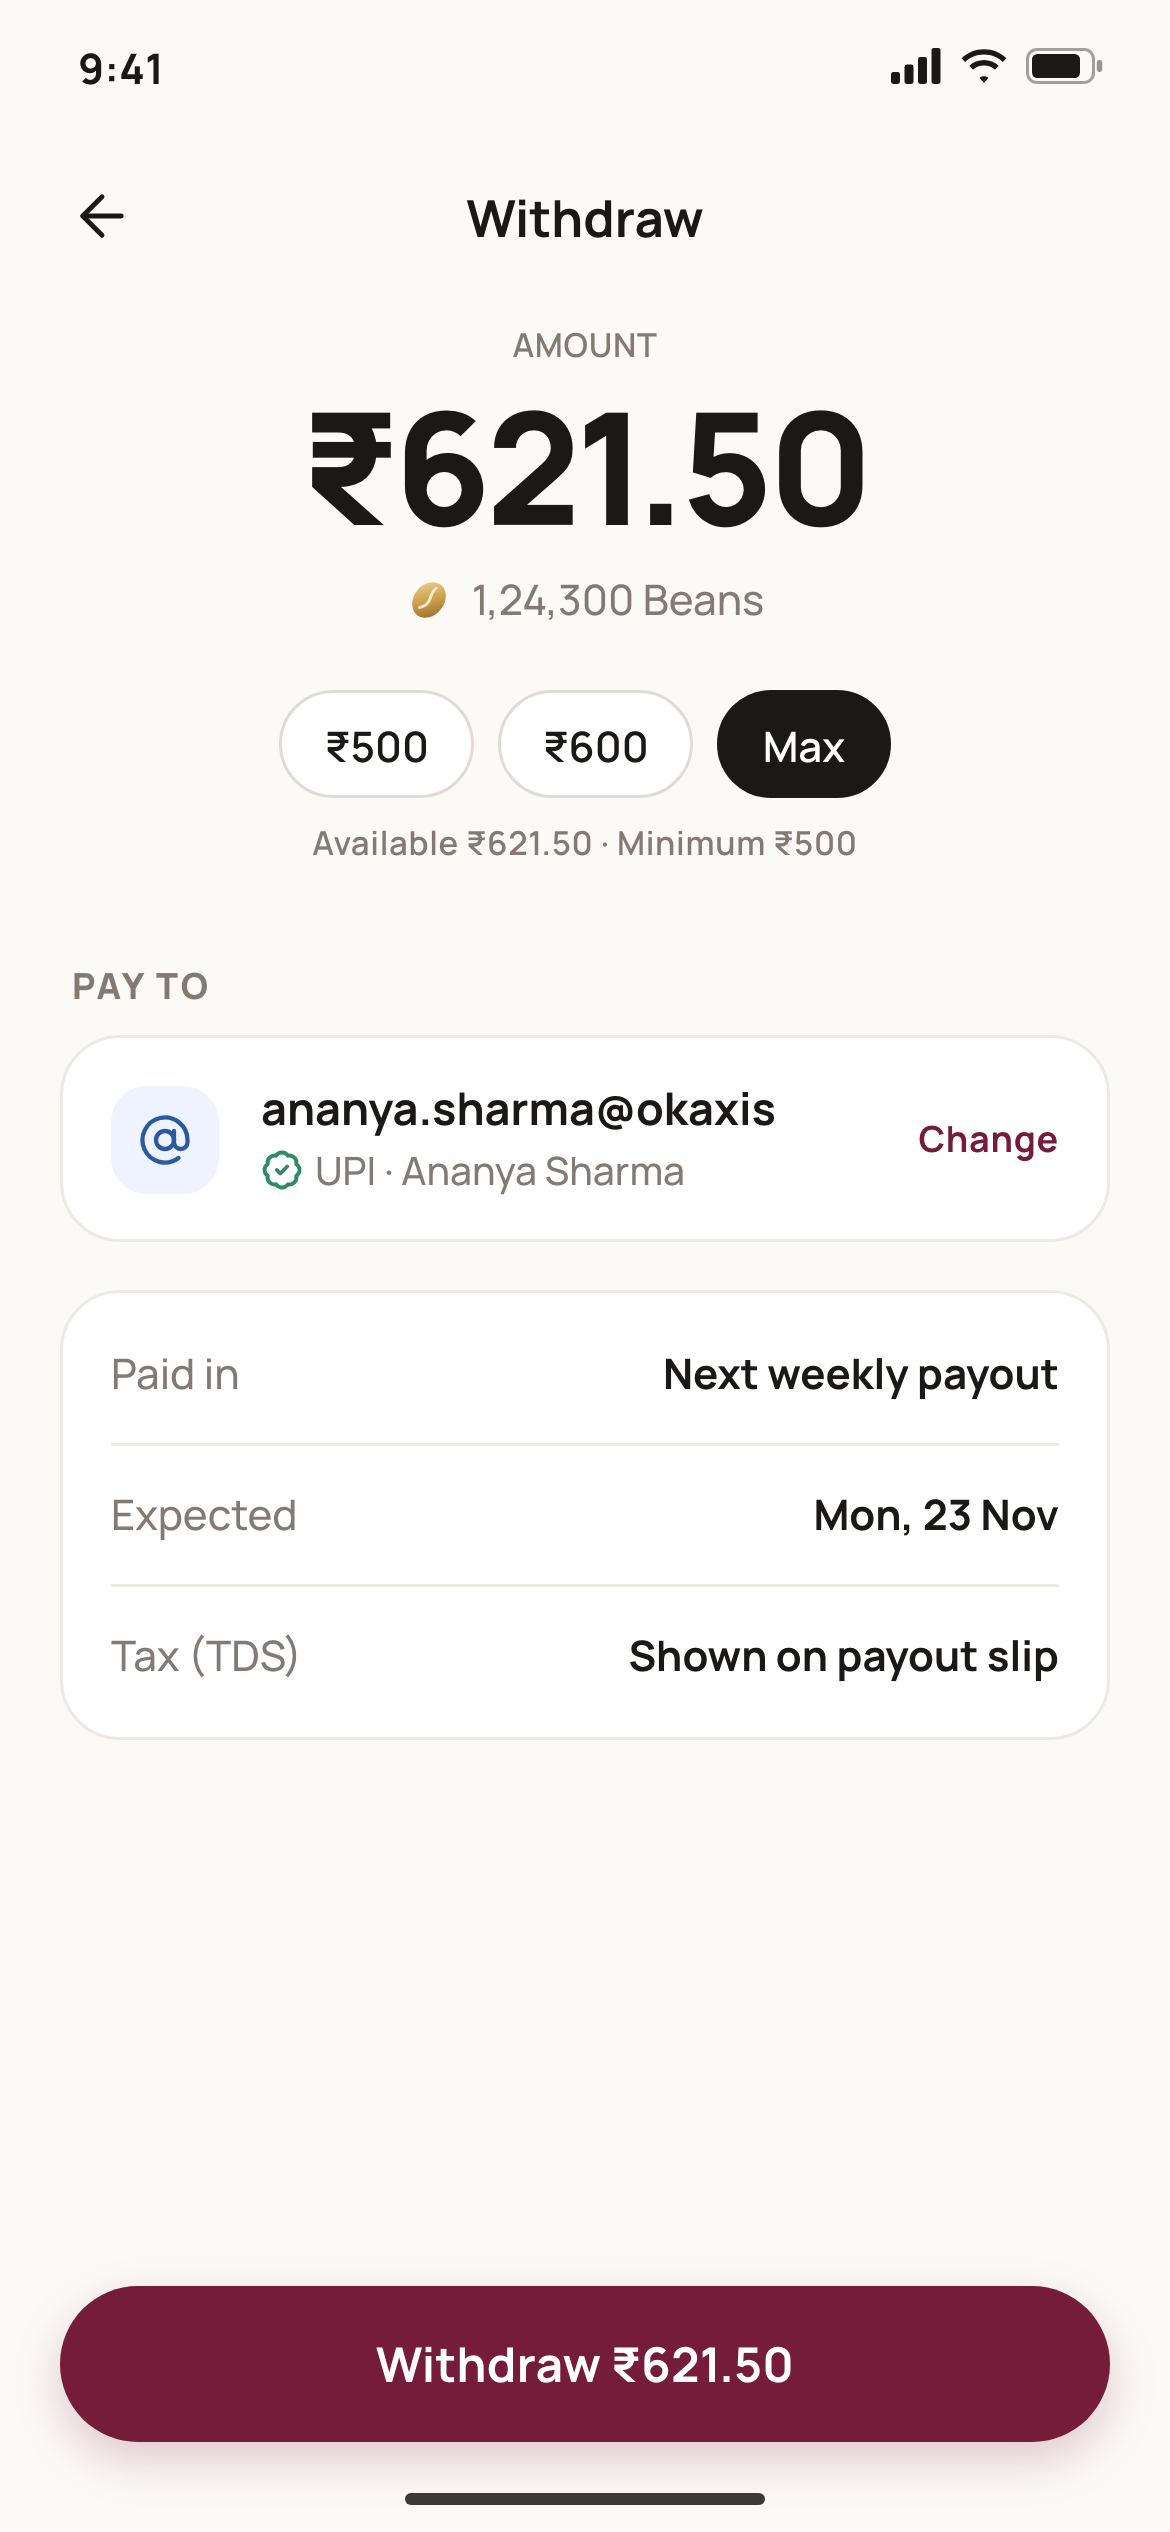 9:41
Withdraw
AMOUNT
₹621.50
1,24,300 Beans
₹500 ₹600 Max
Available ₹621.50 · Minimum ₹500
PAY TO
ananya.sharma@okaxis
UPI · Ananya Sharma
Change
Paid in Next weekly payout
Expected Mon, 23 Nov
Tax (TDS) Shown on payout slip
Withdraw ₹621.50